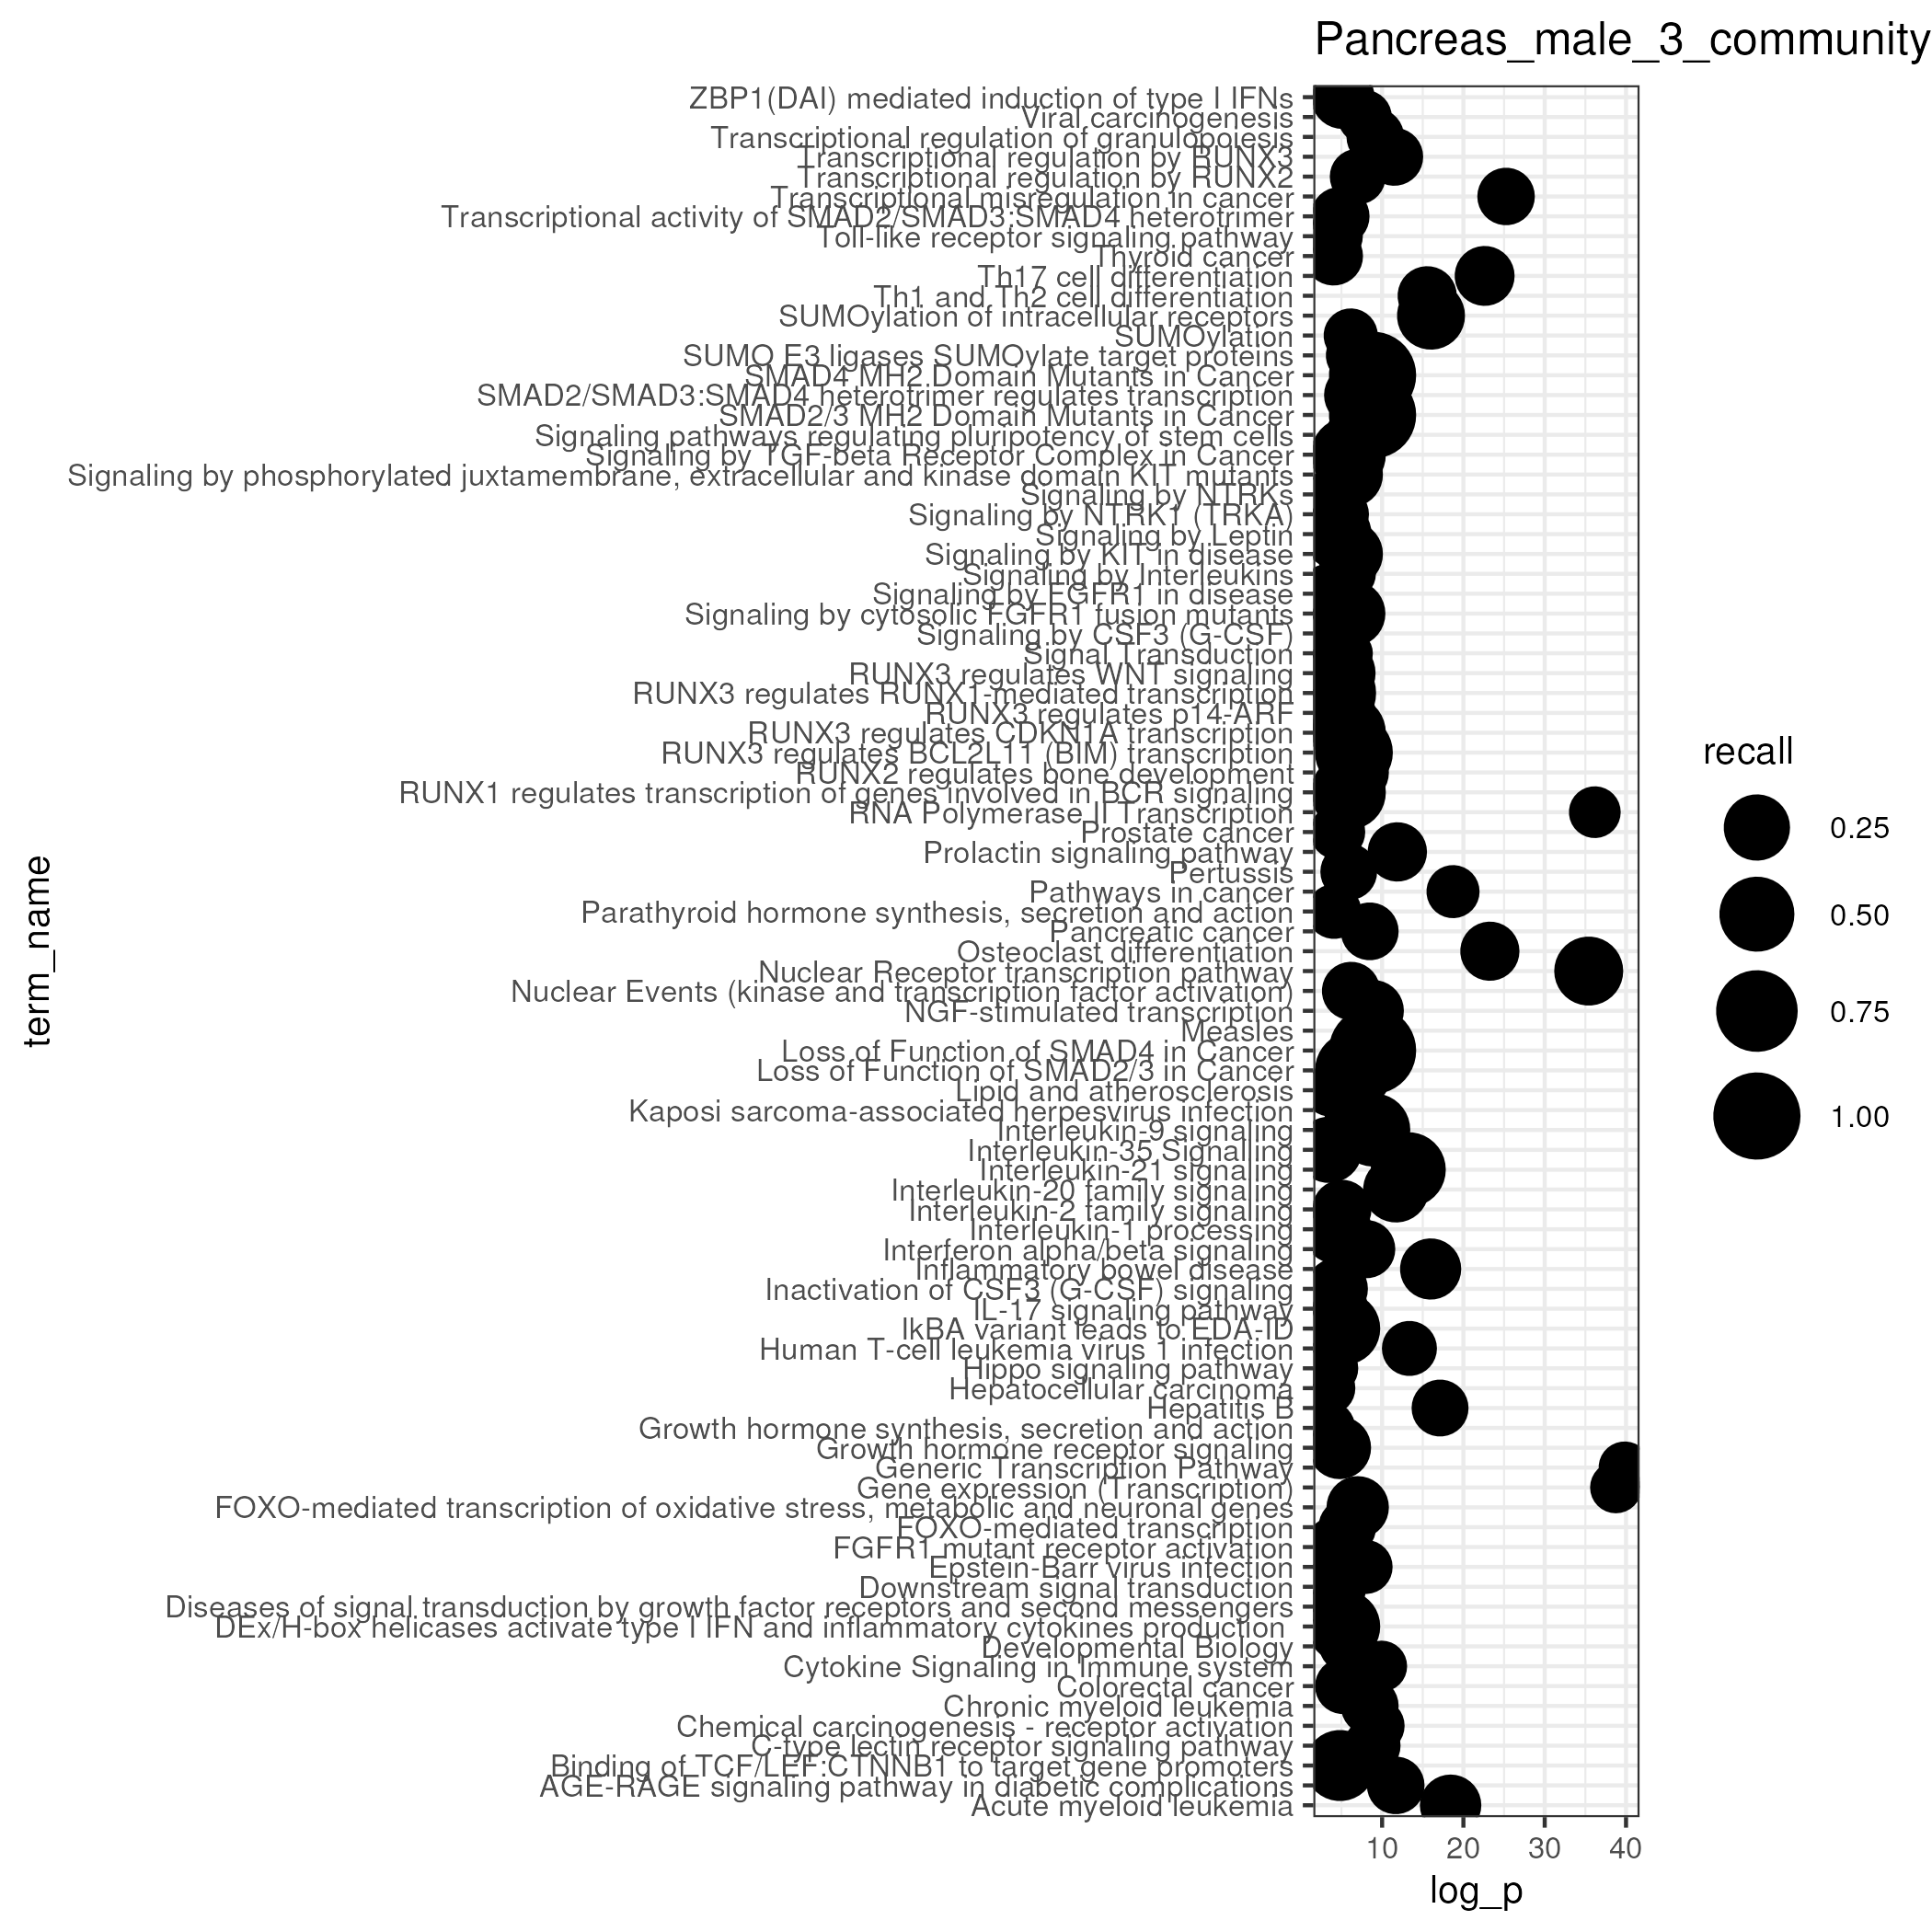 Pancreas_male_3_community
ZBP1(DAI) mediated induction of type I IFNs
Viral carcinogenesis
Transcriptional regulation of granulopoiesis
Transcriptional regulation by RUNX3
Transcriptional regulation by RUNX2
Transcriptional misregulation in cancer
Transcriptional activity of SMAD2/SMAD3:SMAD4 heterotrimer
Toll-like receptor signaling pathway
Thyroid cancer
Th17 cell differentiation
Th1 and Th2 cell differentiation
SUMOylation of intracellular receptors
SUMOylation
SUMO E3 ligases SUMOylate target proteins
SMAD4 MH2 Domain Mutants in Cancer
SMAD2/SMAD3:SMAD4 heterotrimer regulates transcription
SMAD2/3 MH2 Domain Mutants in Cancer
Signaling pathways regulating pluripotency of stem cells
Signaling by TGF-beta Receptor Complex in Cancer
Signaling by phosphorylated juxtamembrane, extracellular and kinase domain KIT mutants
Signaling by NTRKs
Signaling by NTRK1 (TRKA)
Signaling by Leptin
Signaling by KIT in disease
Signaling by Interleukins
Signaling by FGFR1 in disease
Signaling by cytosolic FGFR1 fusion mutants
Signaling by CSF3 (G-CSF)
Signal Transduction
RUNX3 regulates WNT signaling
RUNX3 regulates RUNX1-mediated transcription
RUNX3 regulates p14-ARF
RUNX3 regulates CDKN1A transcription
RUNX3 regulates BCL2L11 (BIM) transcription
RUNX2 regulates bone development
RUNX1 regulates transcription of genes involved in BCR signaling
RNA Polymerase II Transcription
Prostate cancer
Prolactin signaling pathway
Pertussis
Pathways in cancer
Parathyroid hormone synthesis, secretion and action
Pancreatic cancer
Osteoclast differentiation
Nuclear Receptor transcription pathway
Nuclear Events (kinase and transcription factor activation)
NGF-stimulated transcription
Measles
Loss of Function of SMAD4 in Cancer
Loss of Function of SMAD2/3 in Cancer
Lipid and atherosclerosis
Kaposi sarcoma-associated herpesvirus infection
Interleukin-9 signaling
Interleukin-35 Signalling
Interleukin-21 signaling
Interleukin-20 family signaling
Interleukin-2 family signaling
Interleukin-1 processing
Interferon alpha/beta signaling
Inflammatory bowel disease
Inactivation of CSF3 (G-CSF) signaling
IL-17 signaling pathway
IkBA variant leads to EDA-ID
Human T-cell leukemia virus 1 infection
Hippo signaling pathway
Hepatocellular carcinoma
Hepatitis B
Growth hormone synthesis, secretion and action
Growth hormone receptor signaling
Generic Transcription Pathway
Gene expression (Transcription)
FOXO-mediated transcription of oxidative stress, metabolic and neuronal genes
FOXO-mediated transcription
FGFR1 mutant receptor activation
Epstein-Barr virus infection
Downstream signal transduction
Diseases of signal transduction by growth factor receptors and second messengers
DEx/H-box helicases activate type I IFN and inflammatory cytokines production
Developmental Biology
Cytokine Signaling in Immune system
Colorectal cancer
Chronic myeloid leukemia
Chemical carcinogenesis - receptor activation
C-type lectin receptor signaling pathway
Binding of TCF/LEF:CTNNB1 to target gene promoters
AGE-RAGE signaling pathway in diabetic complications
Acute myeloid leukemia
10 20 30 40
log_p
term_name
recall
0.25
0.50
0.75
1.00